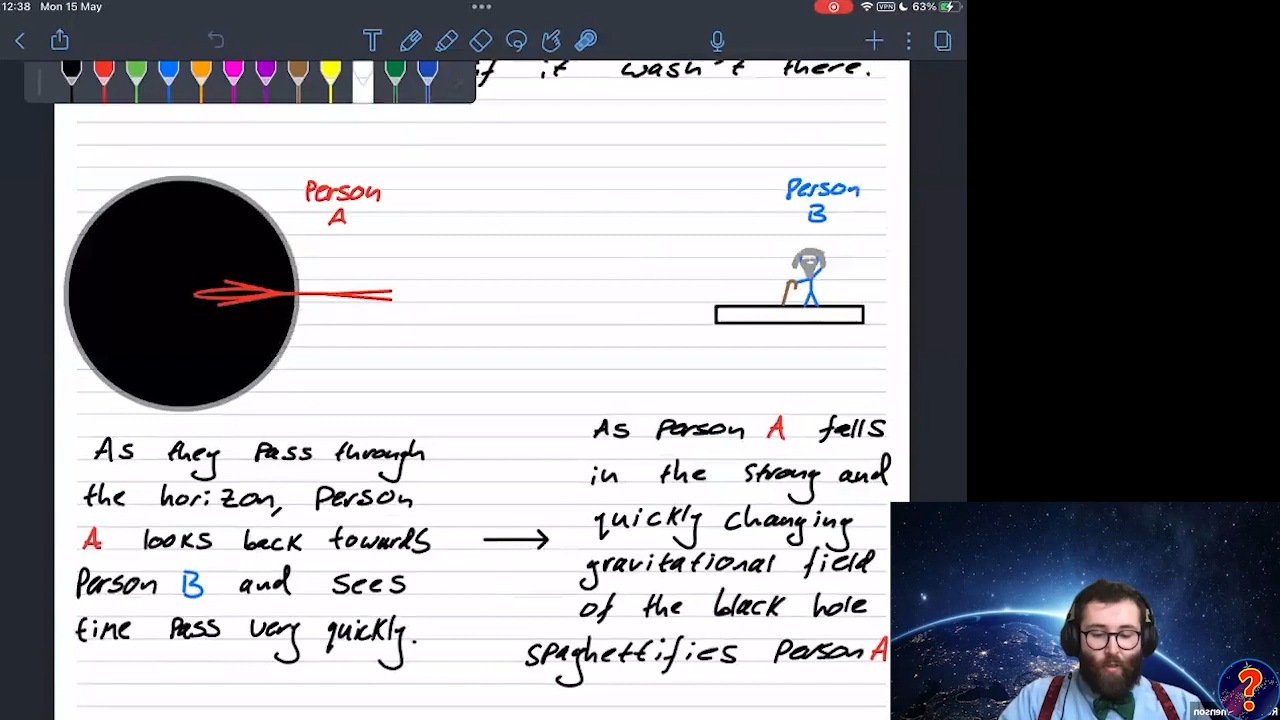 12:38 Mon 15 May
VPN 63%
if it wasn't there.
Person
A
Person
B
As they pass through
the horizon, Person
A looks back towards
Person B and sees
time pass very quickly.
As person A falls
in the strong and
quickly changing
gravitational field
of the black hole
spaghettifies Person A
?